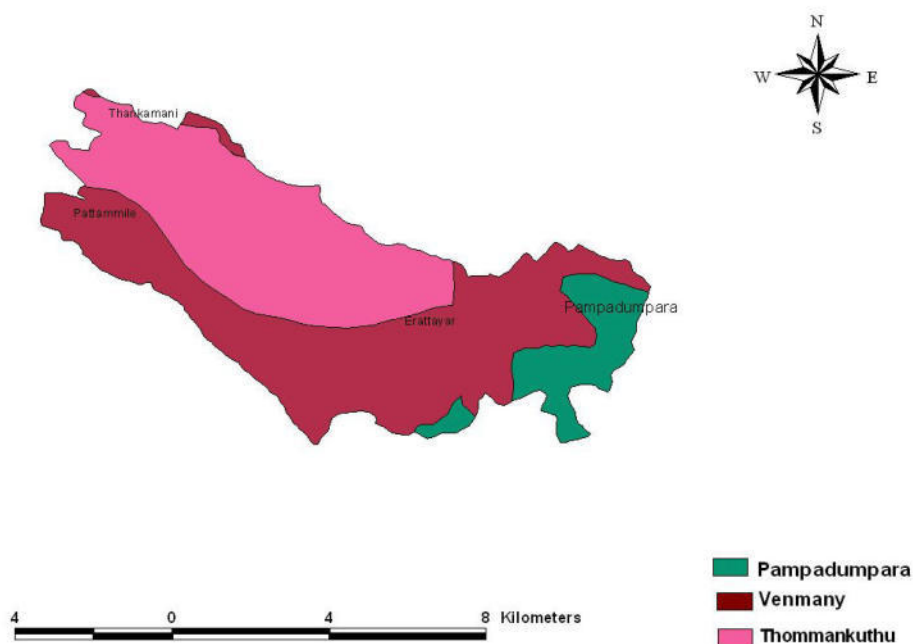 N
W E
S
Thankamani
Pattammile
Pampadumpara
Erattayar
Pampadumpara
Venmany
Thommankuthu
4 0 4 8 Kilometers